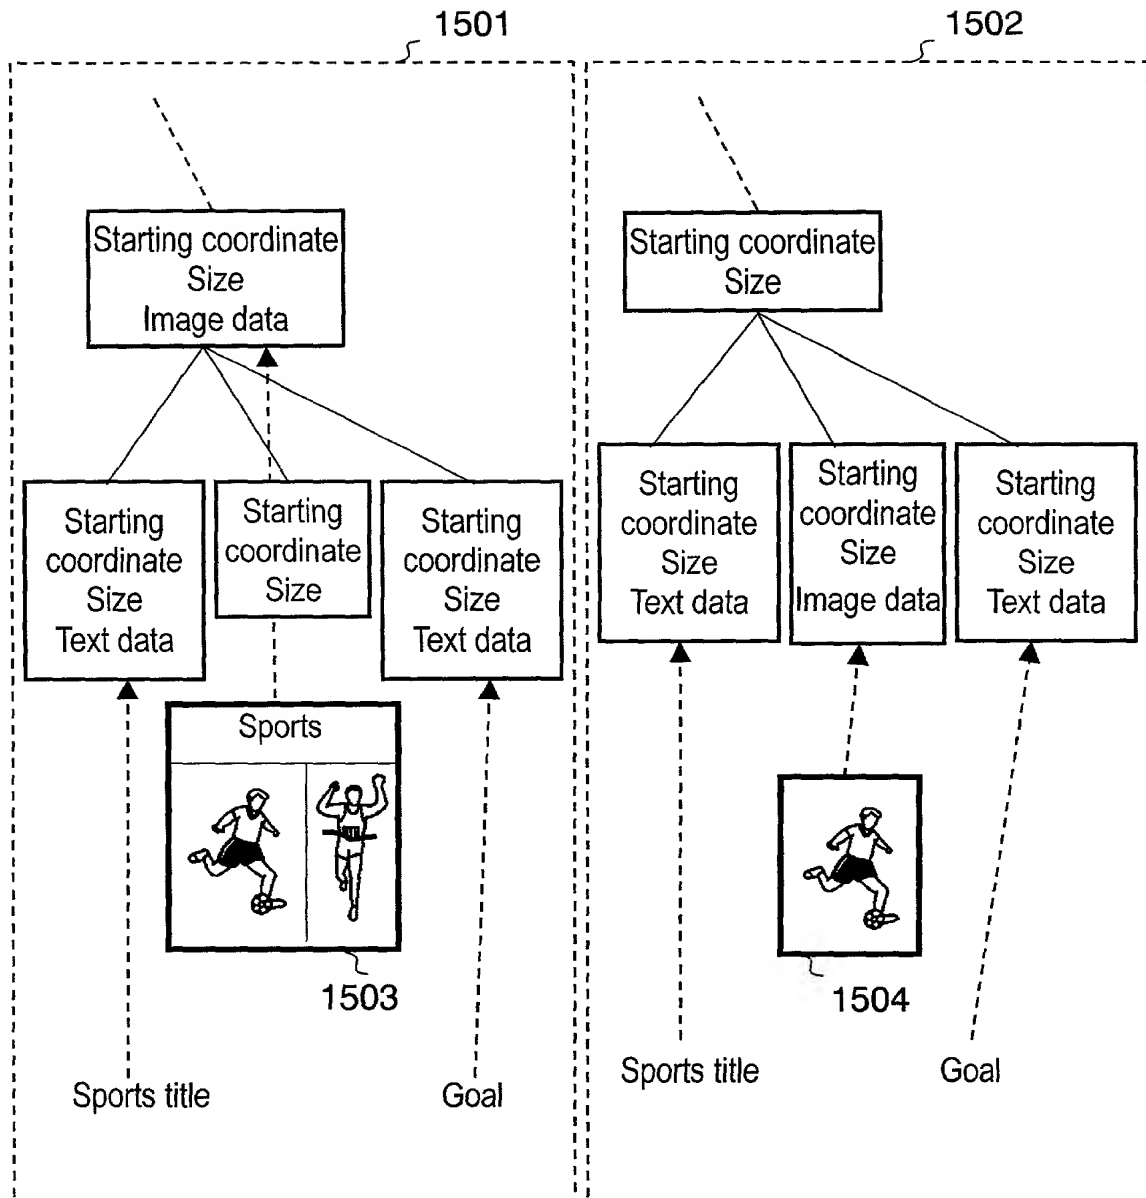 1501
1502
Starting coordinate
Size
Image data
Starting coordinate
Size
Starting
coordinate
Size
Text data
Starting
coordinate
Size
Starting
coordinate
Size
Text data
Starting
coordinate
Size
Text data
Starting
coordinate
Size
Image data
Starting
coordinate
Size
Text data
Sports
1503
1504
Sports title
Goal
Sports title
Goal